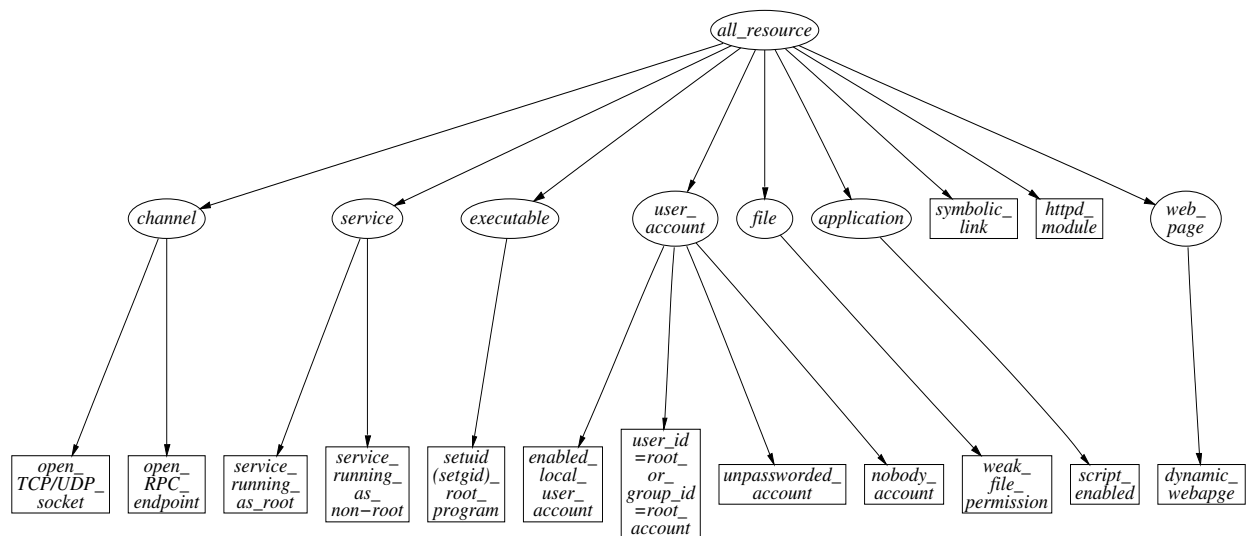 all_resource
channel
service
executable
user_
account
file
application
symbolic_
link
httpd_
module
web_
page
open_
TCP/UDP_
socket
open_
RPC_
endpoint
service_
running_
as_root
service_
running_
as_
non−root
setuid
(setgid)_
root_
program
enabled_
local_
user_
account
user_id
=root_
or_
group_id
=root_
account
unpassworded_
account
nobody_
account
weak_
file_
permission
script_
enabled
dynamic_
webapge